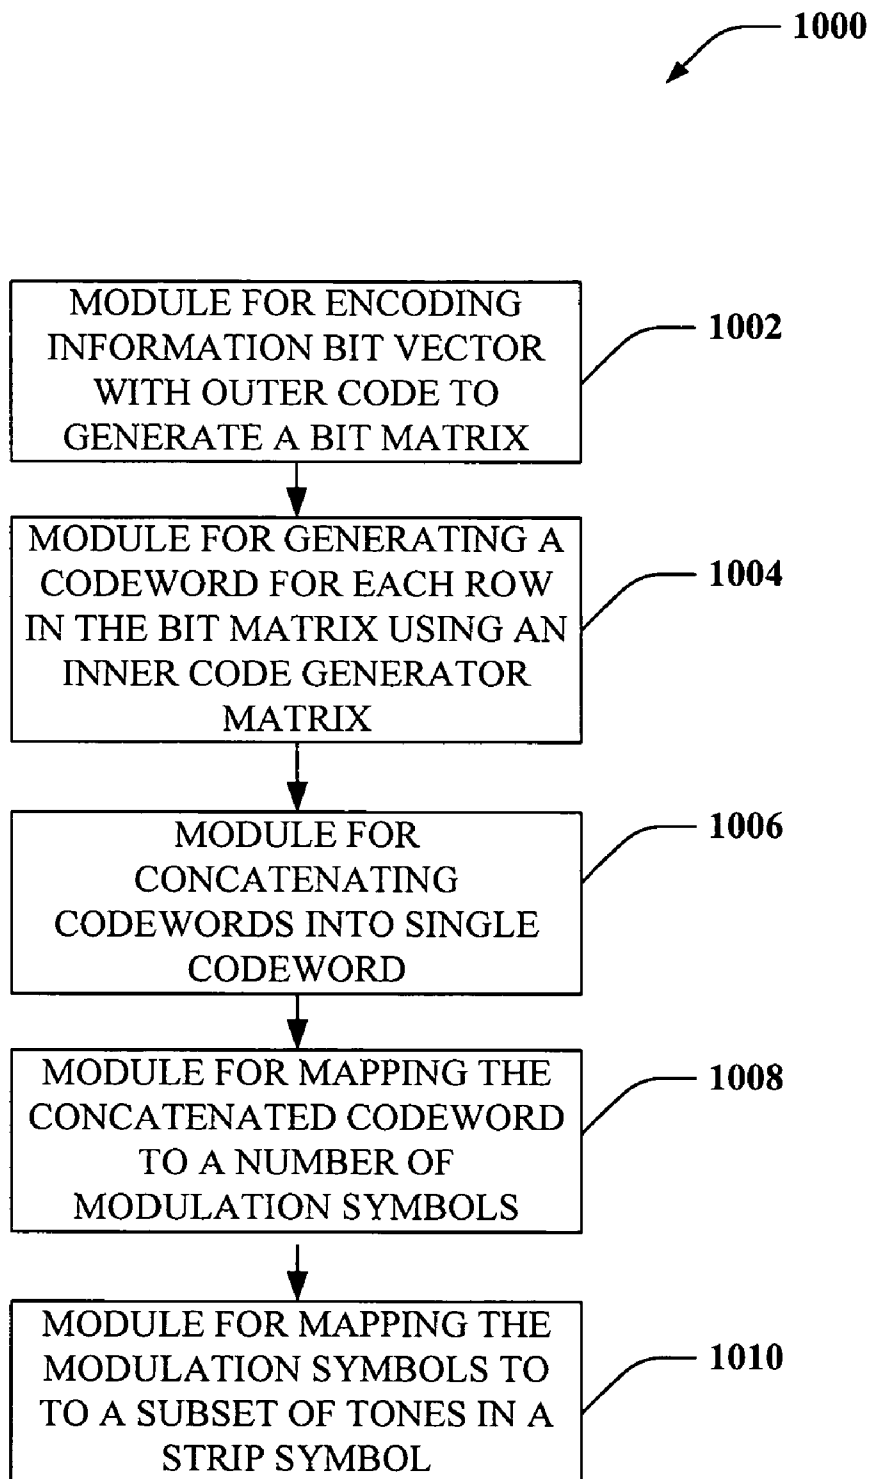 1000
MODULE FOR ENCODING
INFORMATION BIT VECTOR
WITH OUTER CODE TO
GENERATE A BIT MATRIX
1002
MODULE FOR GENERATING A
CODEWORD FOR EACH ROW
IN THE BIT MATRIX USING AN
INNER CODE GENERATOR
MATRIX
1004
MODULE FOR
CONCATENATING
CODEWORDS INTO SINGLE
CODEWORD
1006
MODULE FOR MAPPING THE
CONCATENATED CODEWORD
TO A NUMBER OF
MODULATION SYMBOLS
1008
MODULE FOR MAPPING THE
MODULATION SYMBOLS TO
TO A SUBSET OF TONES IN A
STRIP SYMBOL
1010